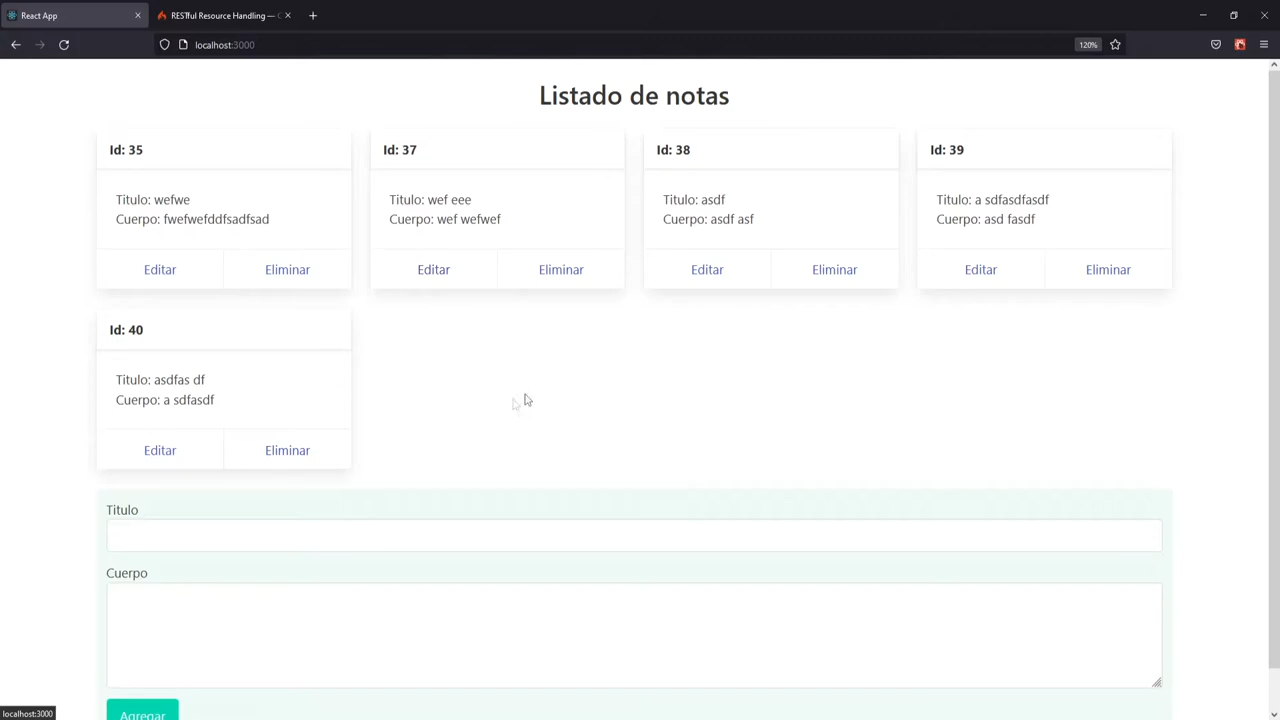 React App
RESTful Resource Handling — C
localhost:3000
120%
Listado de notas
Id: 35
Titulo: wefwe
Cuerpo: fwefwefddfsadfsad
Editar
Eliminar
Id: 37
Titulo: wef eee
Cuerpo: wef wefwef
Editar
Eliminar
Id: 38
Titulo: asdf
Cuerpo: asdf asf
Editar
Eliminar
Id: 39
Titulo: a sdfasdfasdf
Cuerpo: asd fasdf
Editar
Eliminar
Id: 40
Titulo: asdfas df
Cuerpo: a sdfasdf
Editar
Eliminar
Titulo
Cuerpo
Agregar
localhost:3000